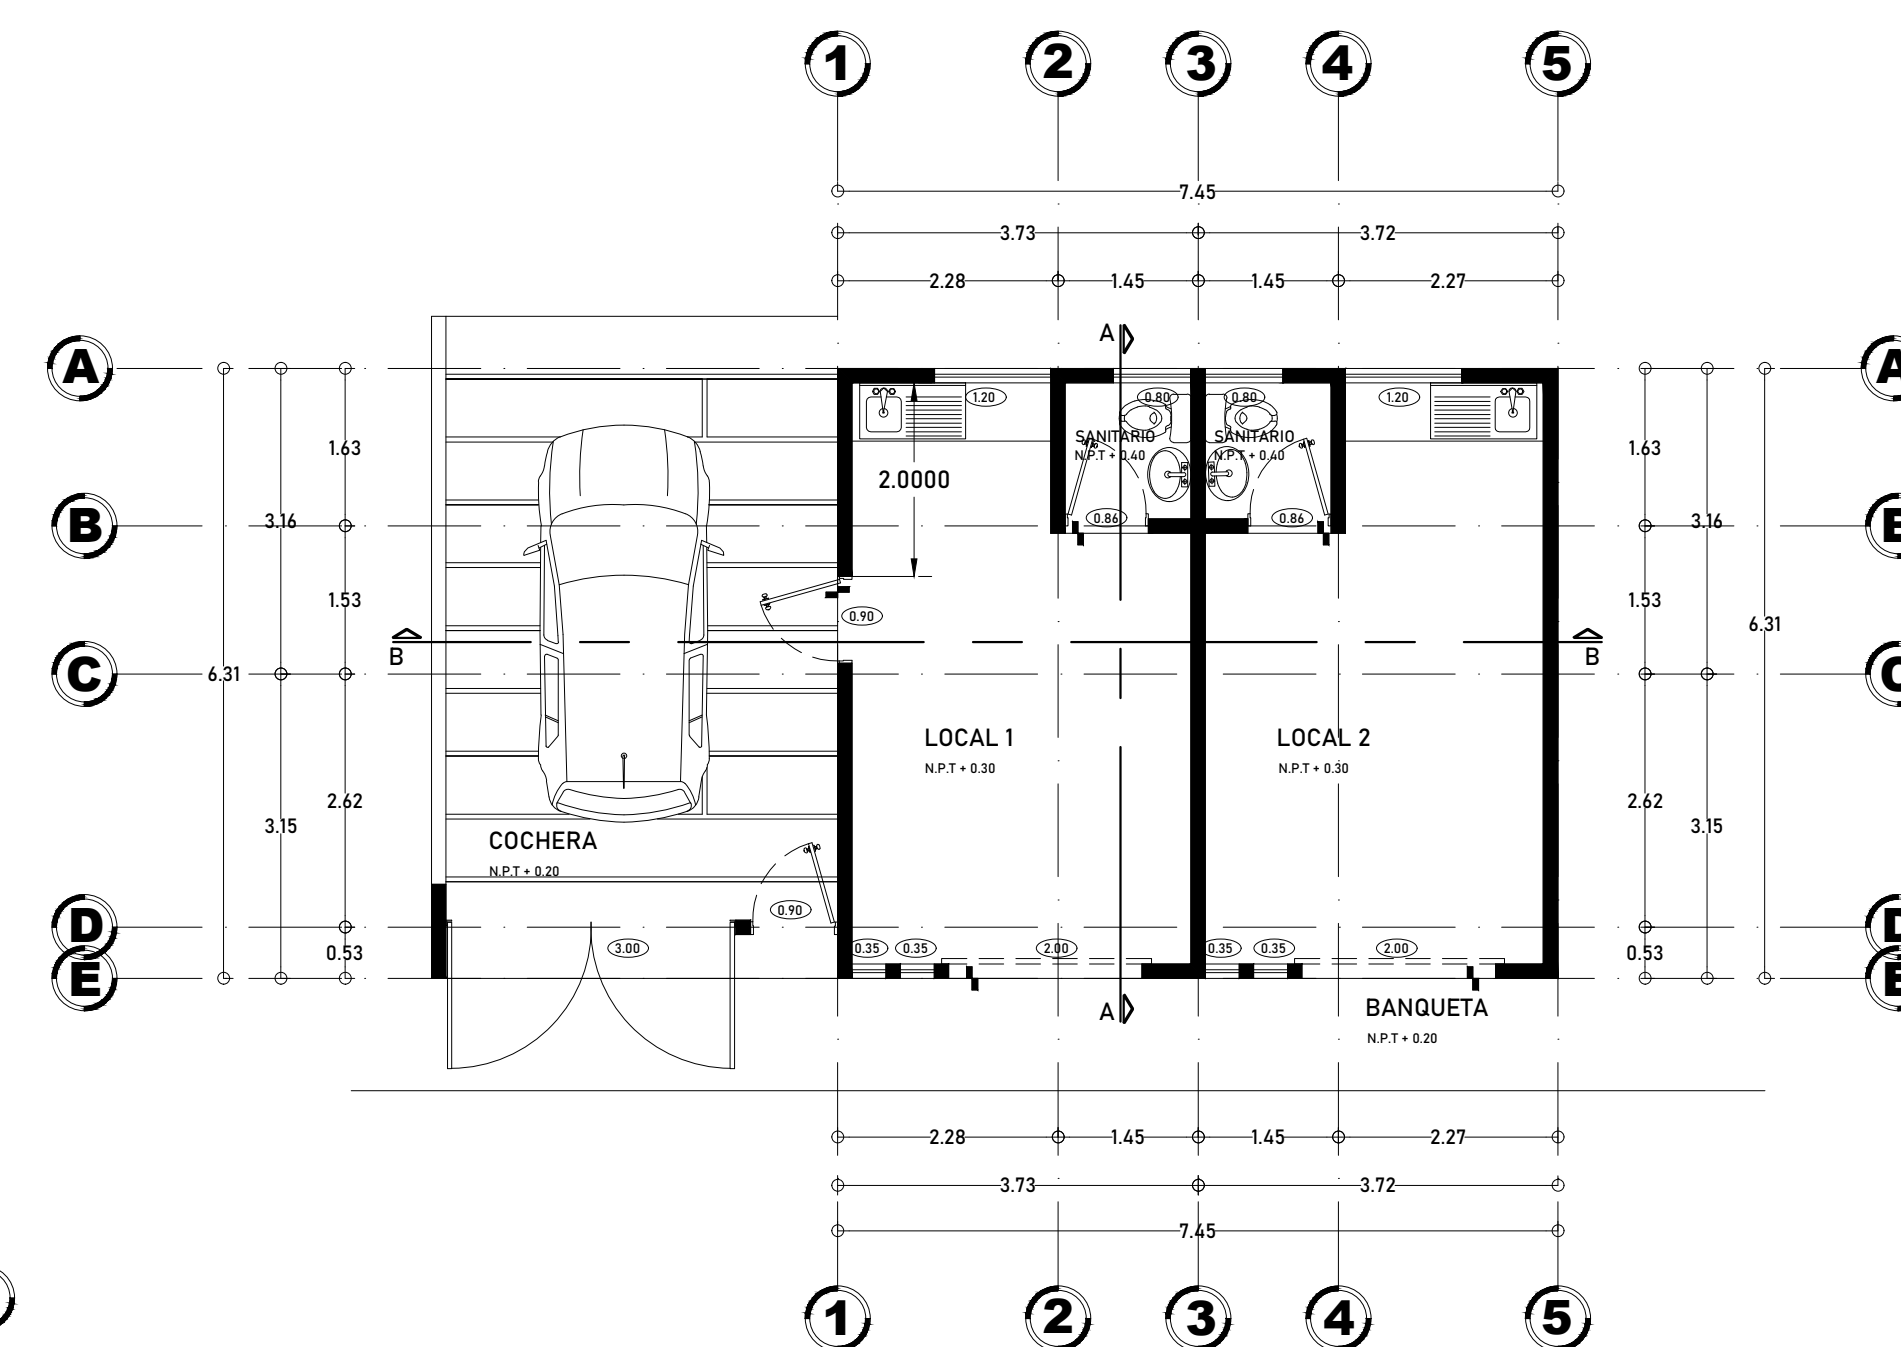 1 2 3 4 5
7.45
3.73 3.72
2.28 1.45 1.45 2.27
A
A A
1.20 0.80 0.80 1.20
SANITARIO SANITARIO
N.P.T + 0.40 N.P.T + 0.40
1.63 1.63
2.0000
B
3.16 0.86 0.86 3.16
1.53 0.90 1.53
6.31
B B
C 6.31
LOCAL 1 LOCAL 2
N.P.T + 0.30 N.P.T + 0.30
2.62 2.62
3.15 3.15
COCHERA
N.P.T + 0.20
0.90
D
0.53 3.00 0.35 0.35 2.00 0.35 0.35 2.00 0.53
E
A BANQUETA
N.P.T + 0.20
2.28 1.45 1.45 2.27
3.73 3.72
7.45
1 2 3 4 5